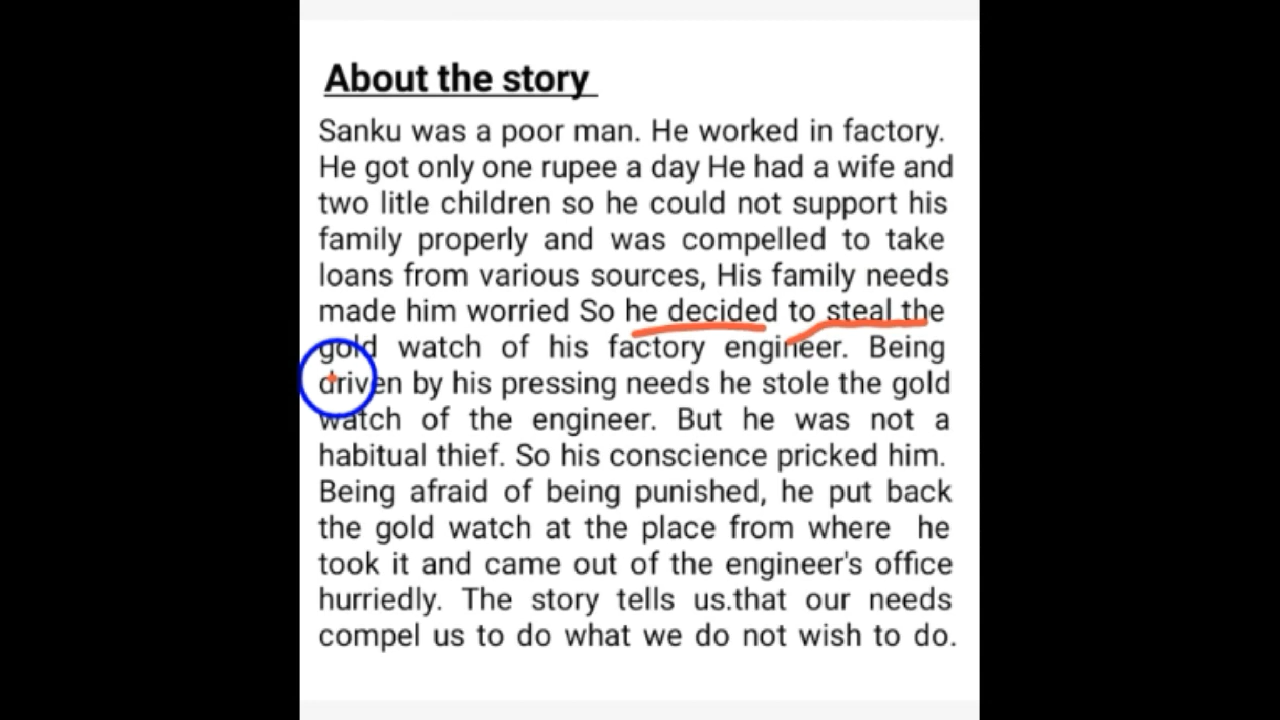 About the story
Sanku was a poor man. He worked in factory.
He got only one rupee a day He had a wife and
two litle children so he could not support his
family properly and was compelled to take
loans from various sources, His family needs
made him worried So he decided to steal the
gold watch of his factory engineer. Being
driven by his pressing needs he stole the gold
watch of the engineer. But he was not a
habitual thief. So his conscience pricked him.
Being afraid of being punished, he put back
the gold watch at the place from where he
took it and came out of the engineer's office
hurriedly. The story tells us.that our needs
compel us to do what we do not wish to do.